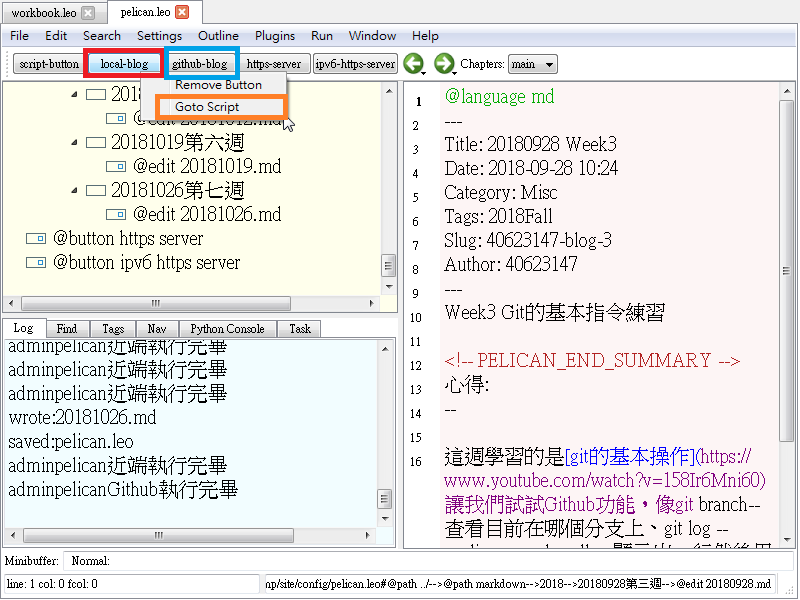 workbook.leo
pelican.leo
File Edit Search Settings Outline Plugins Run Window Help
script-button local-blog github-blog https-server ipv6-https-server Chapters: main
Remove Button
Goto Script
20181019第六週
@edit 20181019.md
20181026第七週
@edit 20181026.md
@button https server
@button ipv6 https server
Log Find Tags Nav Python Console Task
adminpelican近端執行完畢
adminpelican近端執行完畢
adminpelican近端執行完畢
wrote:20181026.md
saved:pelican.leo
adminpelican近端執行完畢
adminpelicanGithub執行完畢
1 @language md
2 ---
3 Title: 20180928 Week3
4 Date: 2018-09-28 10:24
5 Category: Misc
6 Tags: 2018Fall
7 Slug: 40623147-blog-3
8 Author: 40623147
9 ---
10 Week3 Git的基本指令練習
11
12 <!-- PELICAN_END_SUMMARY -->
13 心得:
14 --
15
16 這週學習的是[git的基本操作](https://
www.youtube.com/watch?v=158Ir6Mni60)
讓我們試試Github功能，像git branch--
查看目前在哪個分支上、git log --
Minibuffer: Normal:
line: 1 col: 0 fcol: 0
np/site/config/pelican.leo#@path ../-->@path markdown-->2018-->20180928第三週-->@edit 20180928.md